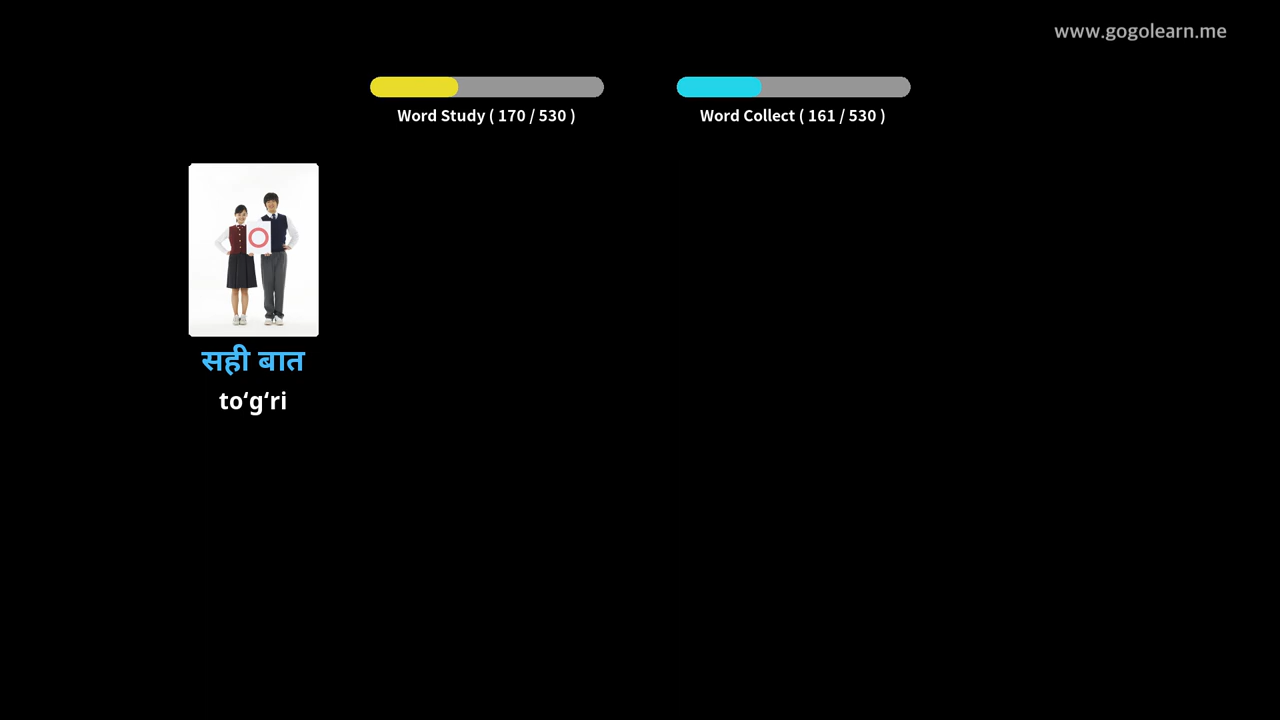 www.gogolearn.me
Word Study ( 170 / 530 )
Word Collect ( 161 / 530 )
सही बात
to‘g‘ri